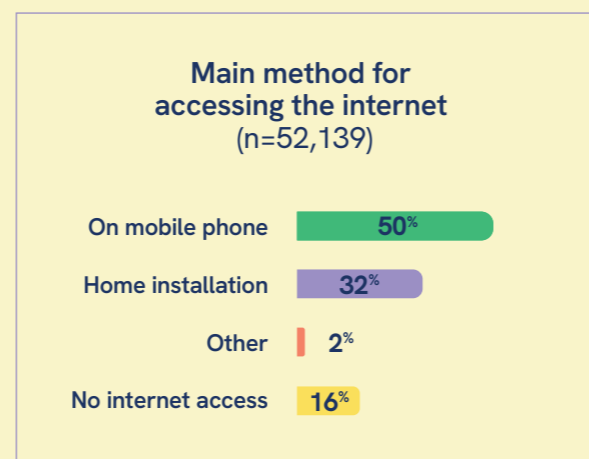 Main method for
accessing the internet
(n=52,139)
On mobile phone 50%
Home installation 32%
Other 2%
No internet access 16%